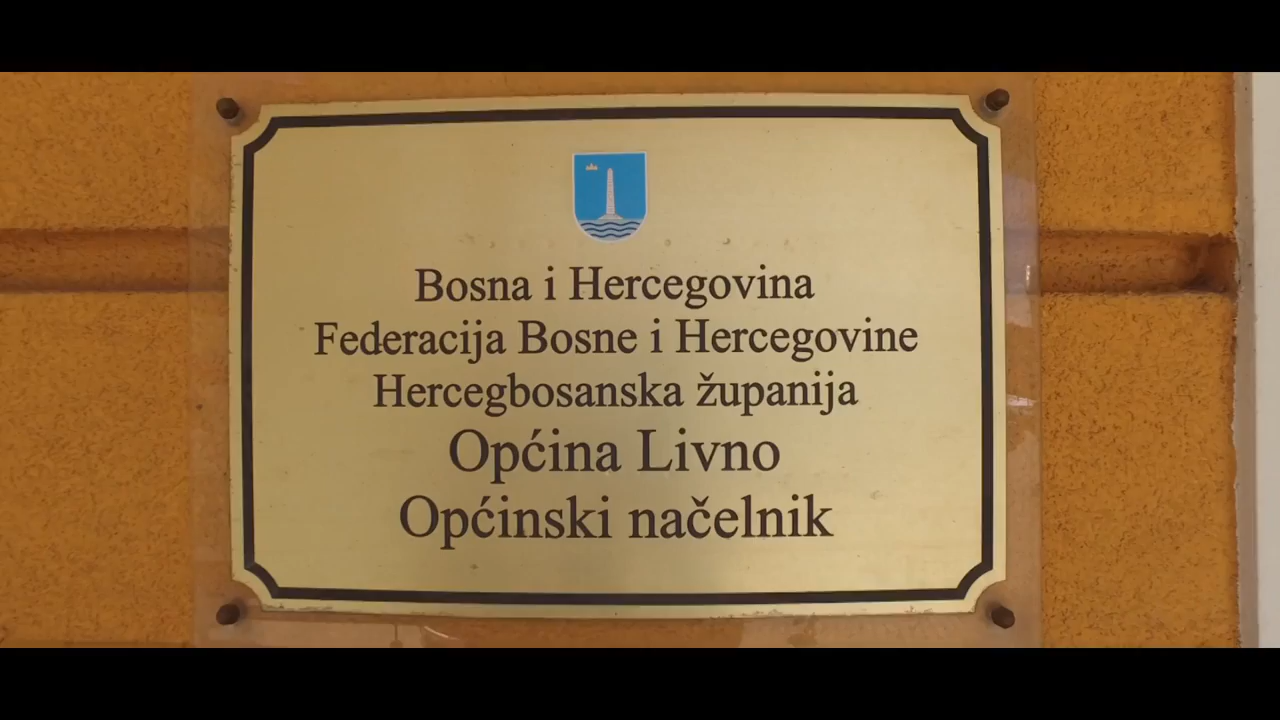 Bosna i Hercegovina
Federacija Bosne i Hercegovine
Hercegbosanska županija
Općina Livno
Općinski načelnik